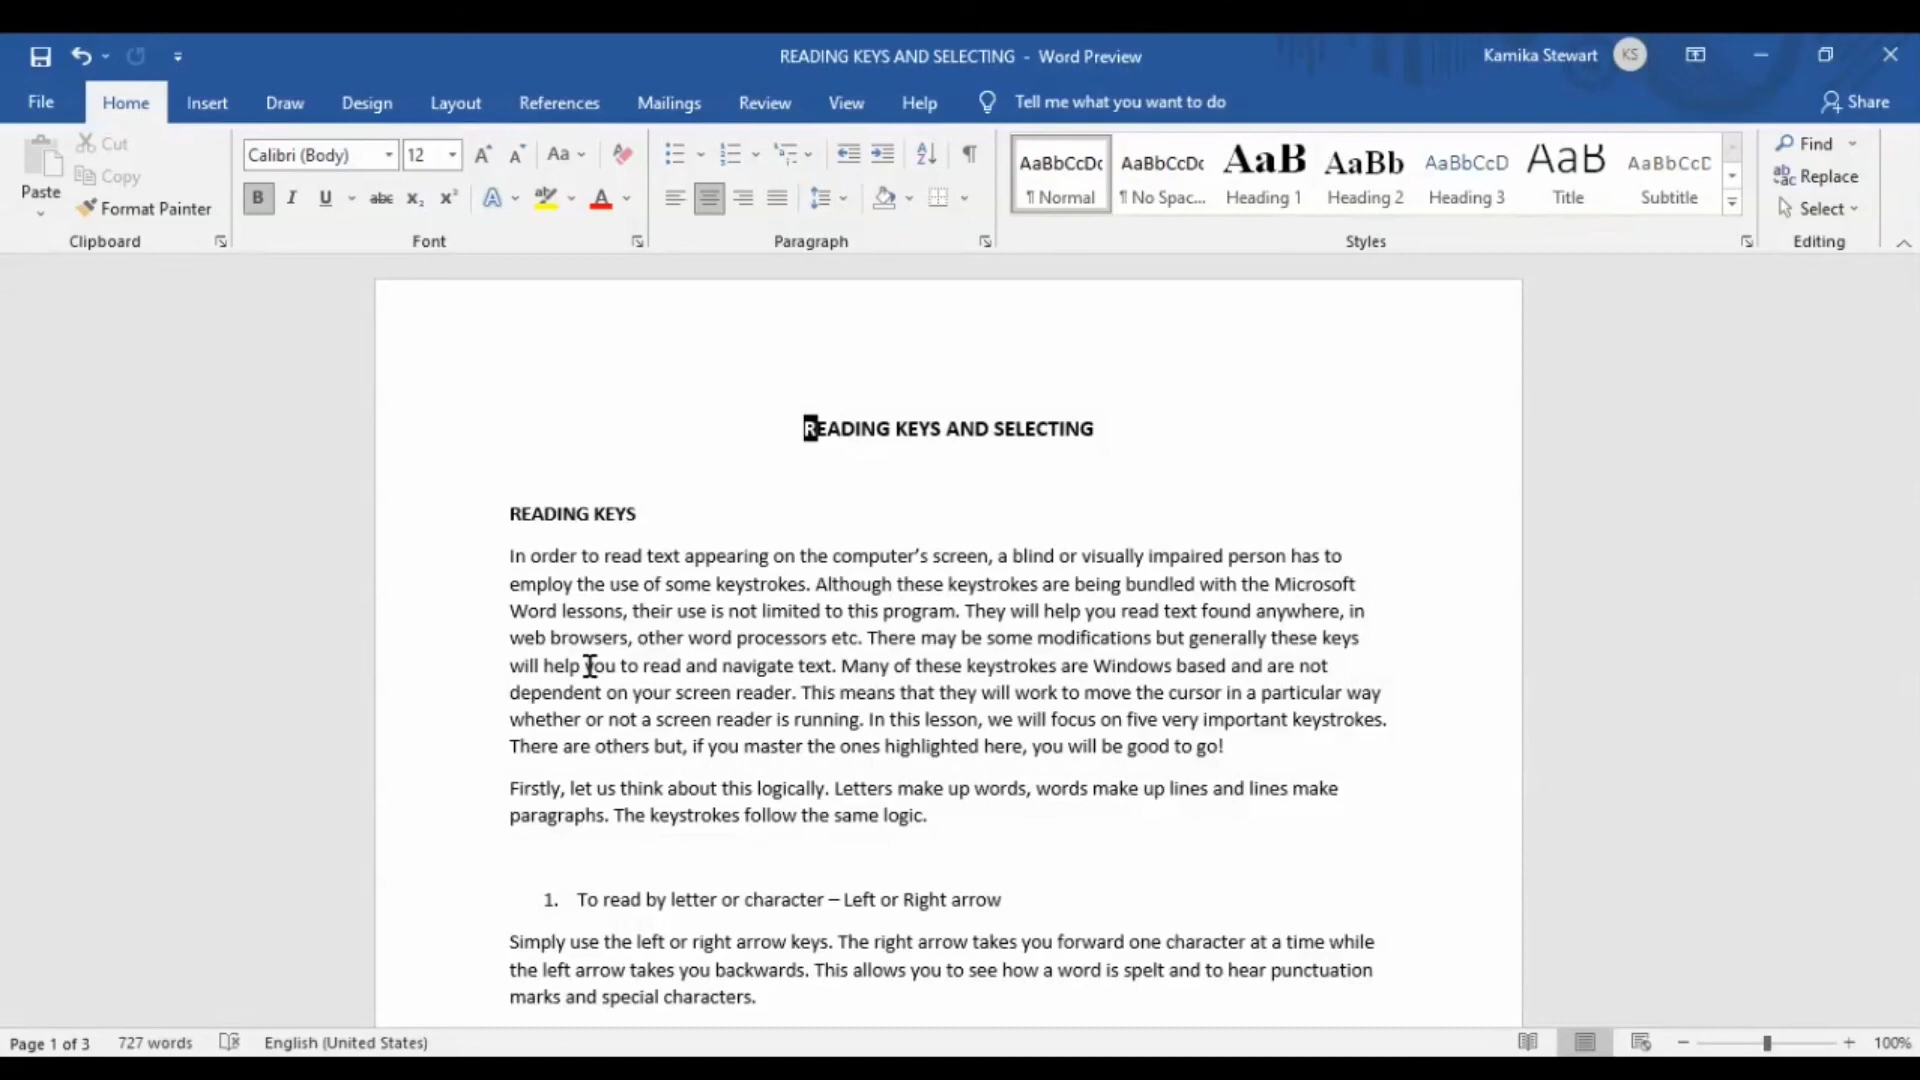 READING KEYS AND SELECTING - Word Preview
Kamika Stewart KS
File Home Insert Draw Design Layout References Mailings Review View Help Tell me what you want to do Share
Cut
Copy
Paste
Format Painter
Clipboard
Calibri (Body) 12
Font
Paragraph
AaBbCcDc AaBbCcDc AaB AaBb AaBbCcD AaB AaBbCcD
¶ Normal ¶ No Spac... Heading 1 Heading 2 Heading 3 Title Subtitle
Styles
Find
Replace
Select
Editing
READING KEYS AND SELECTING
READING KEYS
In order to read text appearing on the computer’s screen, a blind or visually impaired person has to
employ the use of some keystrokes. Although these keystrokes are being bundled with the Microsoft
Word lessons, their use is not limited to this program. They will help you read text found anywhere, in
web browsers, other word processors etc. There may be some modifications but generally these keys
will help you to read and navigate text. Many of these keystrokes are Windows based and are not
dependent on your screen reader. This means that they will work to move the cursor in a particular way
whether or not a screen reader is running. In this lesson, we will focus on five very important keystrokes.
There are others but, if you master the ones highlighted here, you will be good to go!
Firstly, let us think about this logically. Letters make up words, words make up lines and lines make
paragraphs. The keystrokes follow the same logic.
1. To read by letter or character – Left or Right arrow
Simply use the left or right arrow keys. The right arrow takes you forward one character at a time while
the left arrow takes you backwards. This allows you to see how a word is spelt and to hear punctuation
marks and special characters.
Page 1 of 3 727 words English (United States) 100%